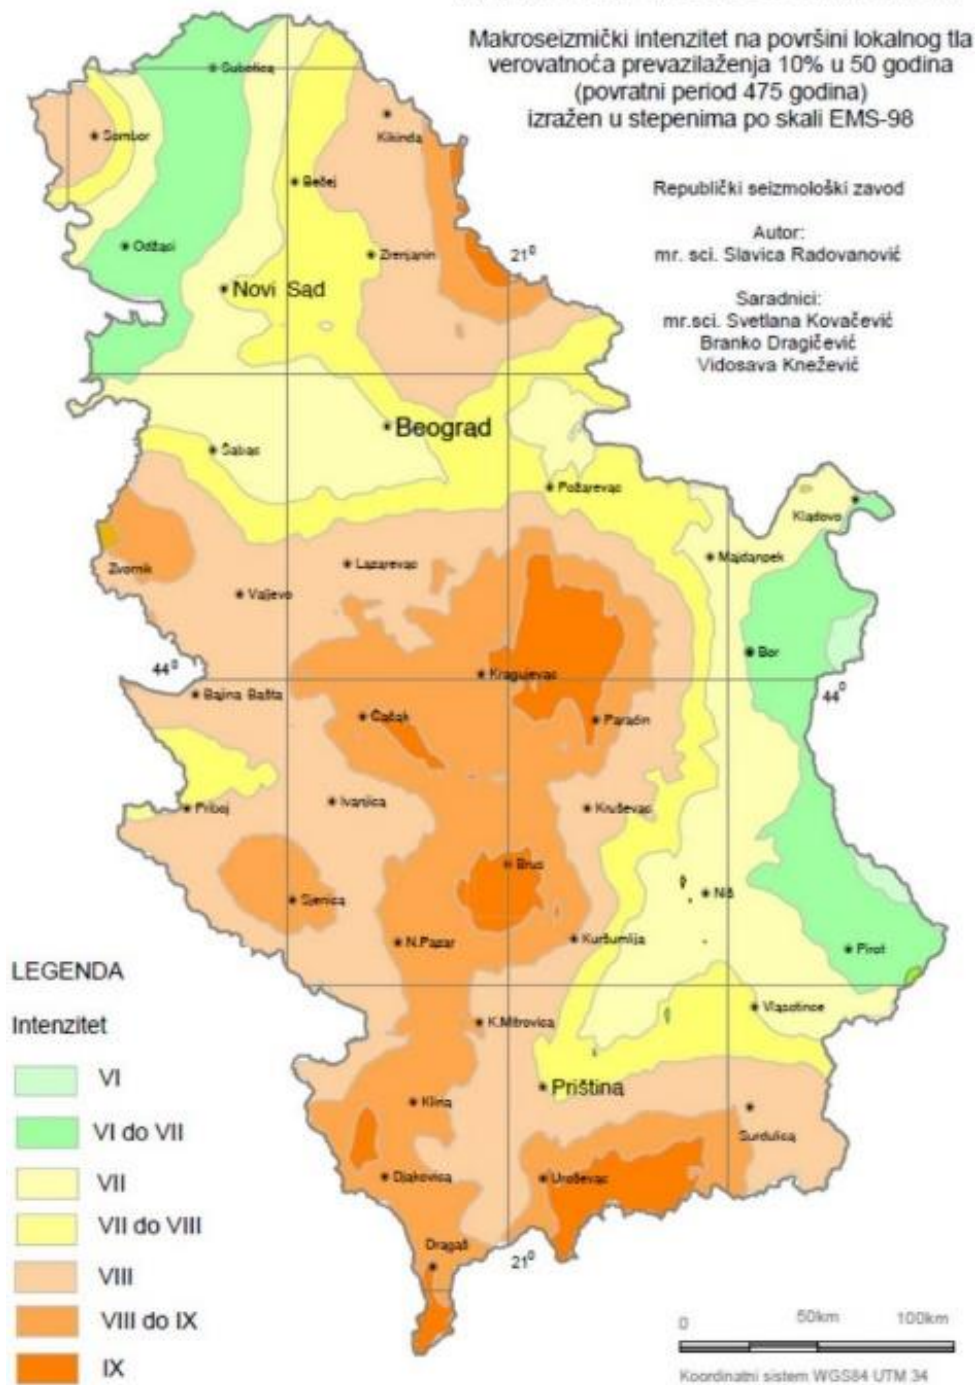 Makroseizmički intenzitet na površini lokalnog tla
verovatnoća prevazilaženja 10% u 50 godina
(povratni period 475 godina)
izražen u stepenima po skali EMS-98
Republički seizmološki zavod
Autor:
mr. sci. Slavica Radovanović
Saradnici:
mr.sci. Svetlana Kovačević
Branko Dragičević
Vidosava Knežević
Subotica
Sombor
Kikinda
Bečej
Odžaci
Zrenjanin
21⁰
Novi Sad
Beograd
Šabac
Požarevac
Kladovo
Majdanpek
Zvornik
Lazarevac
Valjevo
Bor
44⁰
Kragujevac
44⁰
Bajina Bašta
Čačak
Paraćin
Ivanjica
Priboj
Kruševac
Brus
Niš
Sjenica
N.Pazar
Kuršumlija
Pirot
Vlasotince
K.Mitrovica
Priština
Klina
Surdulica
Djakovica
Uroševac
Dragaš
21⁰
LEGENDA
Intenzitet
VI
VI do VII
VII
VII do VIII
VIII
VIII do IX
IX
0 50km 100km
Koordinatni sistem WGS84 UTM 34